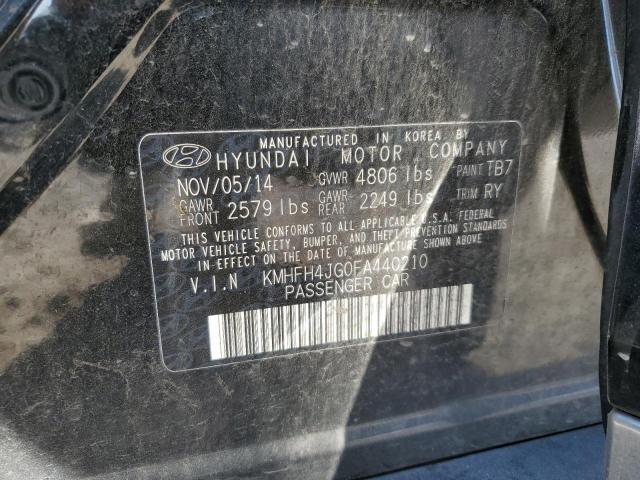 MANUFACTURED IN KOREA BY
HYUNDAI MOTOR COMPANY
NOV/05/14 GVWR 4806 lbs PAINT TB7
GAWR FRONT 2579 lbs GAWR REAR 2249 lbs TRIM RY
THIS VEHICLE CONFORMS TO ALL APPLICABLE U.S.A. FEDERAL
MOTOR VEHICLE SAFETY, BUMPER, AND THEFT PREVENTION STANDARDS
IN EFFECT ON THE DATE OF MANUFACTURE SHOWN ABOVE.
V.I.N KMHFH4JG0FA440210
PASSENGER CAR